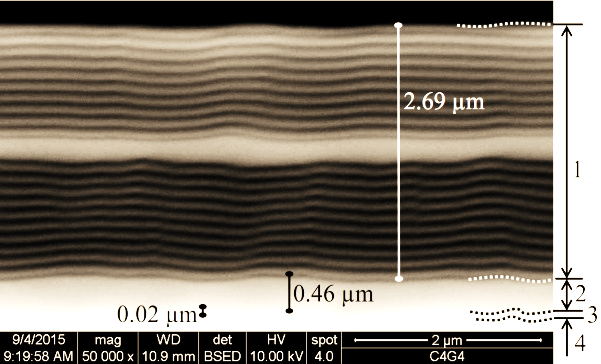 2.69 µm
1
0.46 µm
2
0.02 µm
3
4
9/4/2015 mag WD det HV spot 2 µm
9:19:58 AM 50 000 x 10.9 mm BSED 10.00 kV 4.0 C4G4